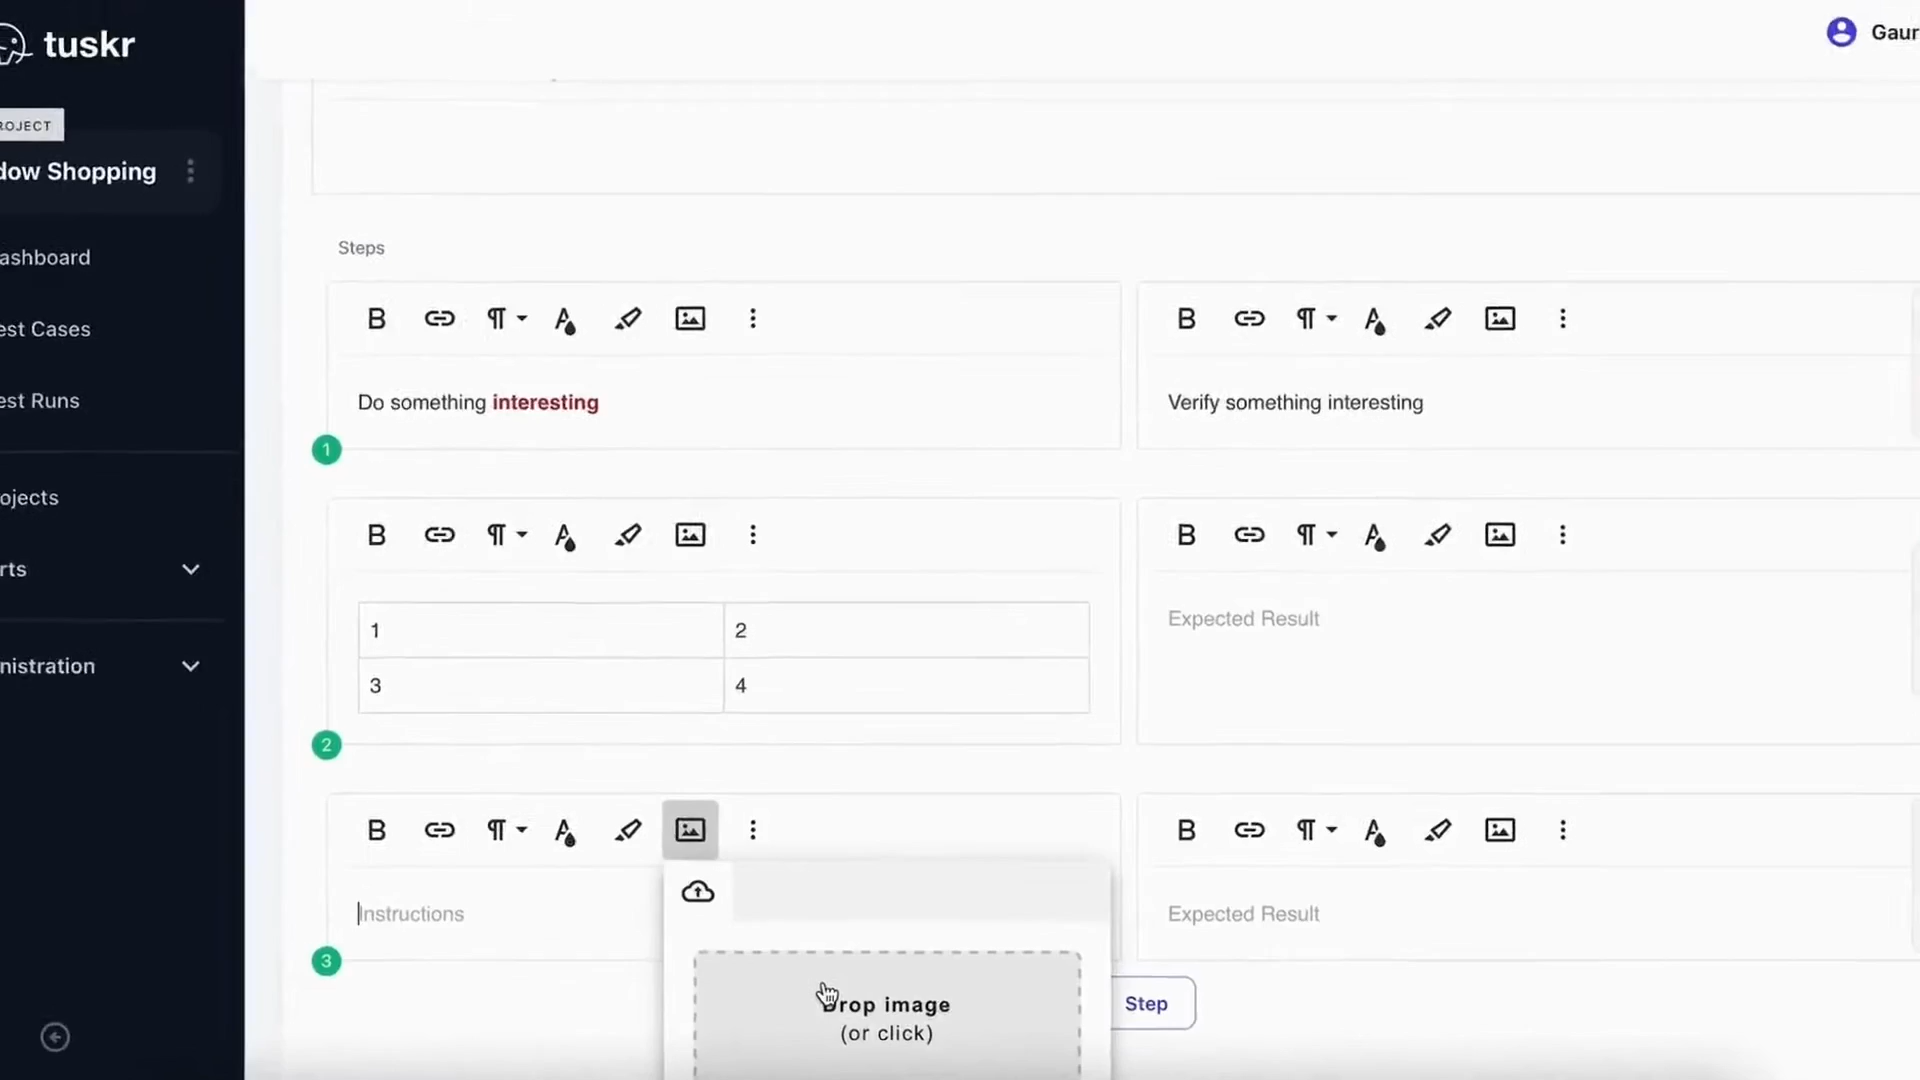 tuskr
Gaur
ROJECT
dow Shopping
ashboard
est Cases
est Runs
ojects
rts
nistration
Steps
Do something interesting
Verify something interesting
1
1
2
3
4
Expected Result
2
Instructions
Expected Result
3
Drop image
(or click)
Step